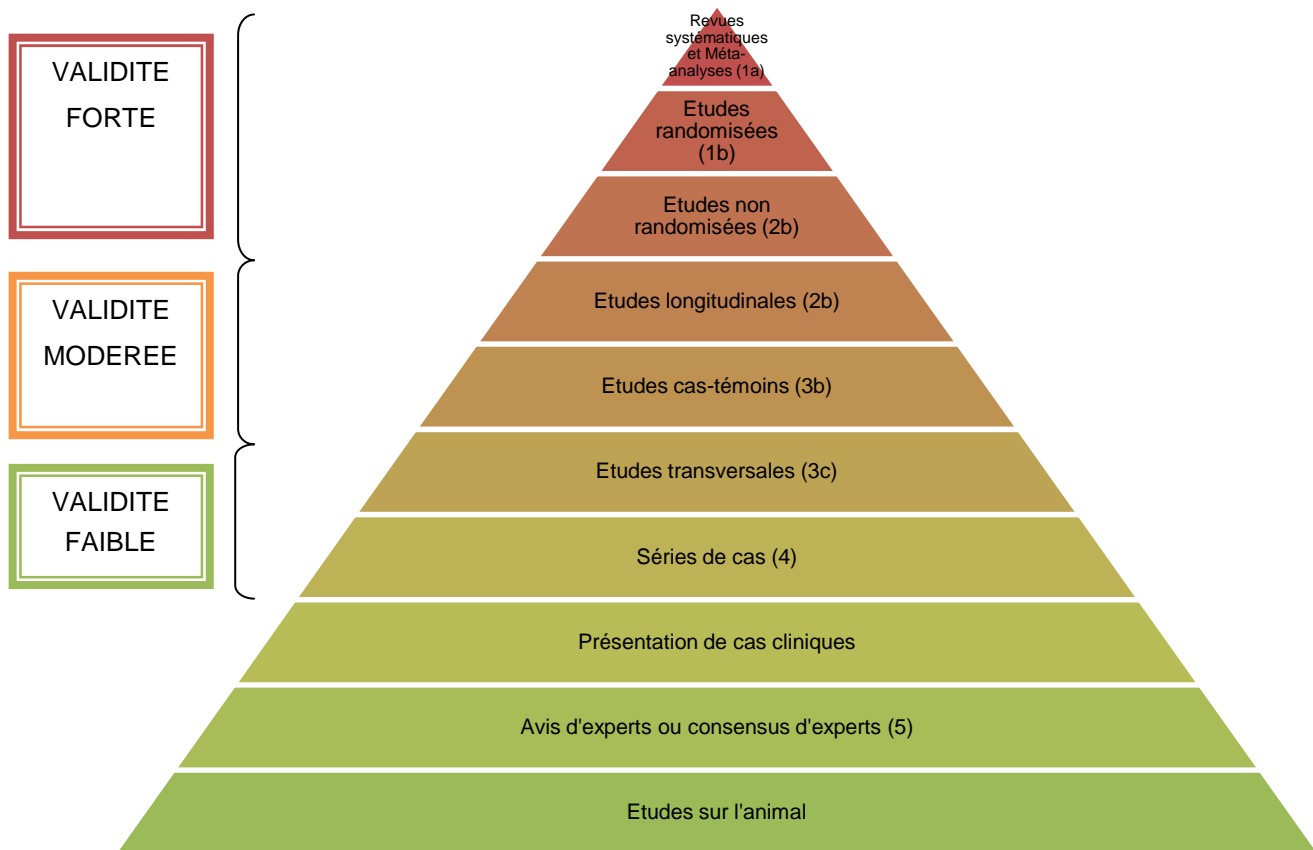 VALIDITE
FORTE
VALIDITE
MODEREE
VALIDITE
FAIBLE
Revues
systématiques
et Méta-
analyses (1a)
Etudes
randomisées
(1b)
Etudes non
randomisées (2b)
Etudes longitudinales (2b)
Etudes cas-témoins (3b)
Etudes transversales (3c)
Séries de cas (4)
Présentation de cas cliniques
Avis d'experts ou consensus d'experts (5)
Etudes sur l'animal